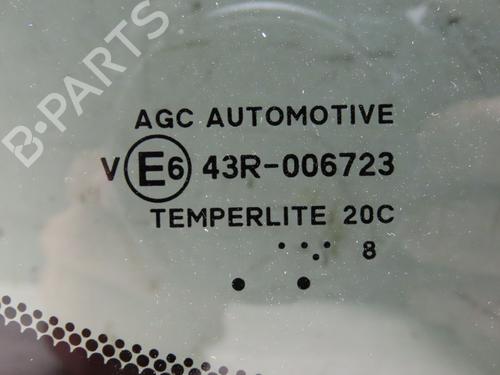 B-PARTS
AGC AUTOMOTIVE
V E6 43R-006723
TEMPERLITE 20C
8